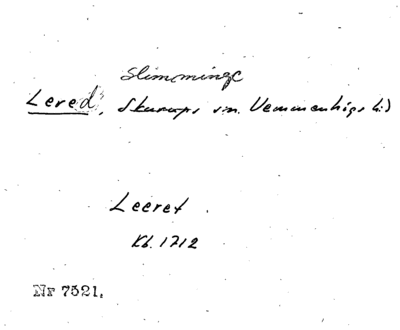 Slimminge
Lered, Skurups sn. Vemmenhögs h:d
Leeret.
Kb. 1712
Nr 7521.